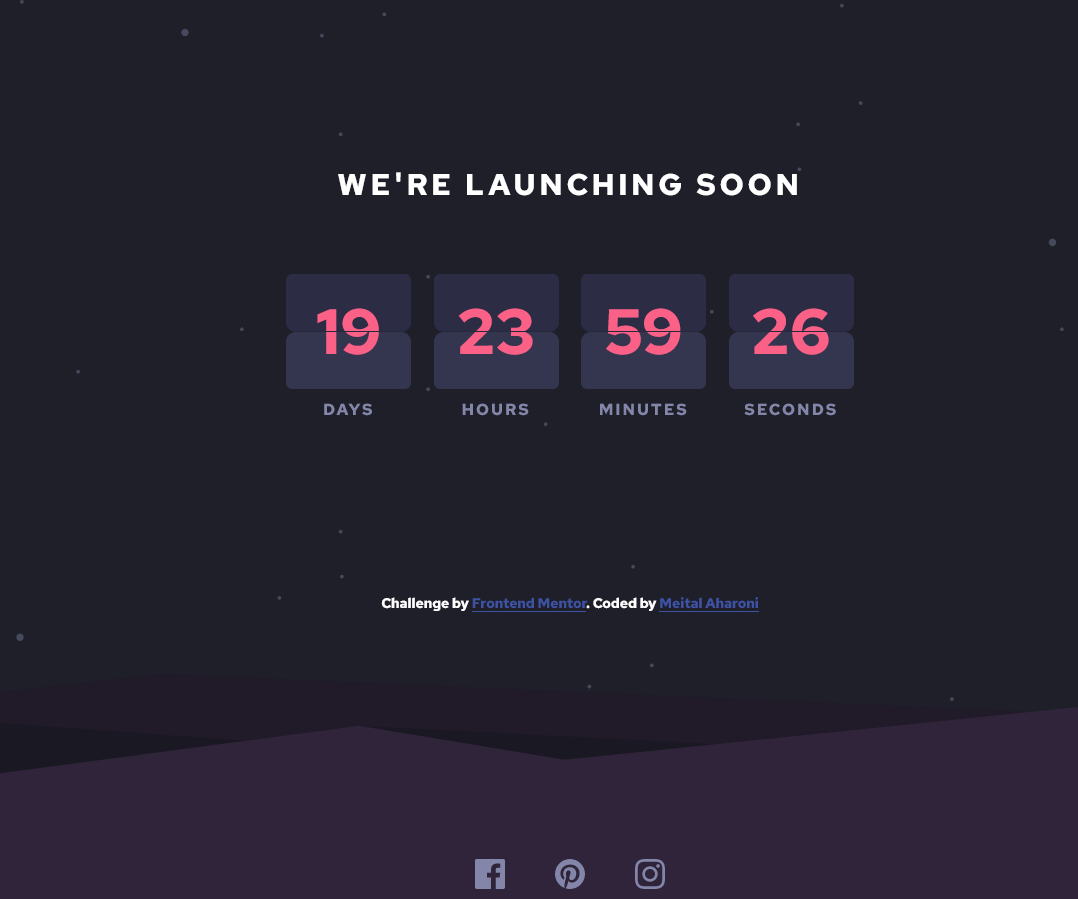 WE'RE LAUNCHING SOON
19 23 59 26
DAYS HOURS MINUTES SECONDS
Challenge by Frontend Mentor. Coded by Meital Aharoni